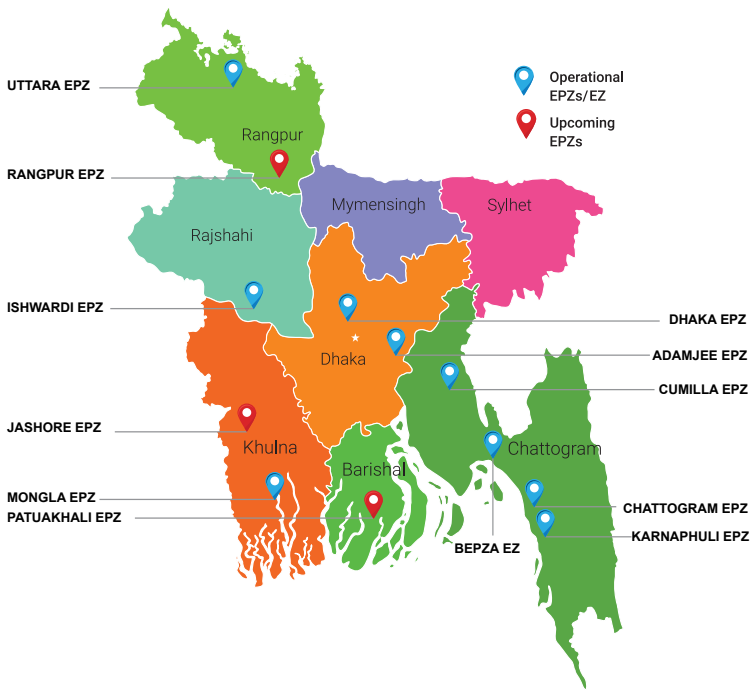 UTTARA EPZ
Operational
EPZs/EZ
Upcoming
EPZs
Rangpur
RANGPUR EPZ
Mymensingh
Sylhet
Rajshahi
ISHWARDI EPZ
DHAKA EPZ
Dhaka
ADAMJEE EPZ
CUMILLA EPZ
JASHORE EPZ
Khulna
Barishal
Chattogram
MONGLA EPZ
PATUAKHALI EPZ
CHATTOGRAM EPZ
KARNAPHULI EPZ
BEPZA EZ